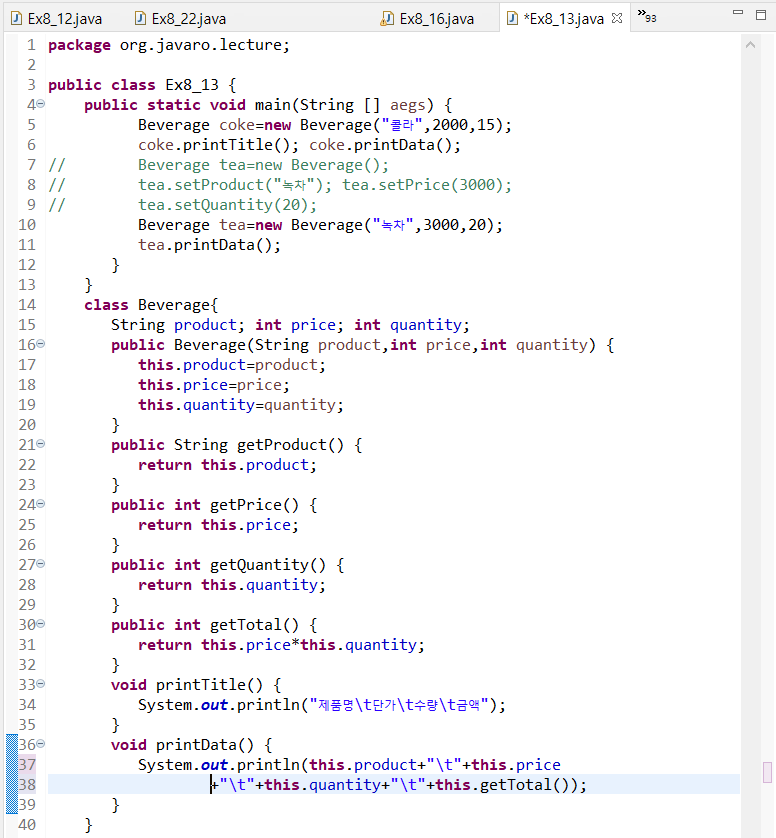 Ex8_12.java Ex8_22.java Ex8_16.java *Ex8_13.java »93
1 package org.javaro.lecture;
2
3 public class Ex8_13 {
4 public static void main(String [] aegs) {
5 Beverage coke=new Beverage("콜라",2000,15);
6 coke.printTitle(); coke.printData();
7 // Beverage tea=new Beverage();
8 // tea.setProduct("녹차"); tea.setPrice(3000);
9 // tea.setQuantity(20);
10 Beverage tea=new Beverage("녹차",3000,20);
11 tea.printData();
12 }
13 }
14 class Beverage{
15 String product; int price; int quantity;
16 public Beverage(String product,int price,int quantity) {
17 this.product=product;
18 this.price=price;
19 this.quantity=quantity;
20 }
21 public String getProduct() {
22 return this.product;
23 }
24 public int getPrice() {
25 return this.price;
26 }
27 public int getQuantity() {
28 return this.quantity;
29 }
30 public int getTotal() {
31 return this.price*this.quantity;
32 }
33 void printTitle() {
34 System.out.println("제품명\t단가\t수량\t금액");
35 }
36 void printData() {
37 System.out.println(this.product+"\t"+this.price
38 +"\t"+this.quantity+"\t"+this.getTotal());
39 }
40 }